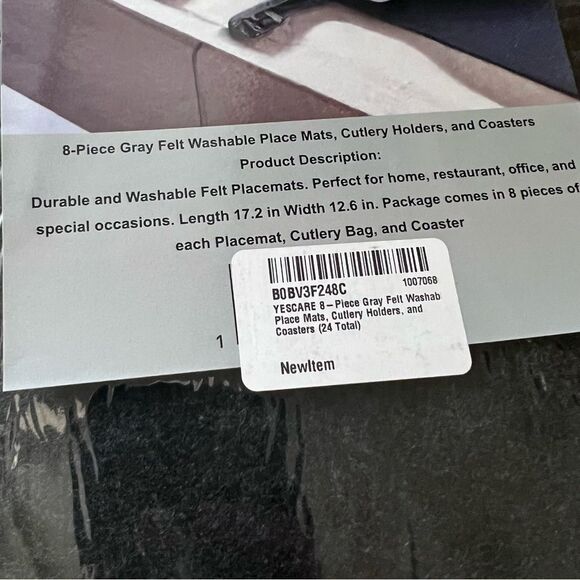 8-Piece Gray Felt Washable Place Mats, Cutlery Holders, and Coasters
Product Description:
Durable and Washable Felt Placemats. Perfect for home, restaurant, office, and
special occasions. Length 17.2 in Width 12.6 in. Package comes in 8 pieces of
each Placemat, Cutlery Bag, and Coaster
1
B0BV3F248C 1007068
YESCARE 8-Piece Gray Felt Washab
Place Mats, Cutlery Holders, and
Coasters (24 Total)
NewItem